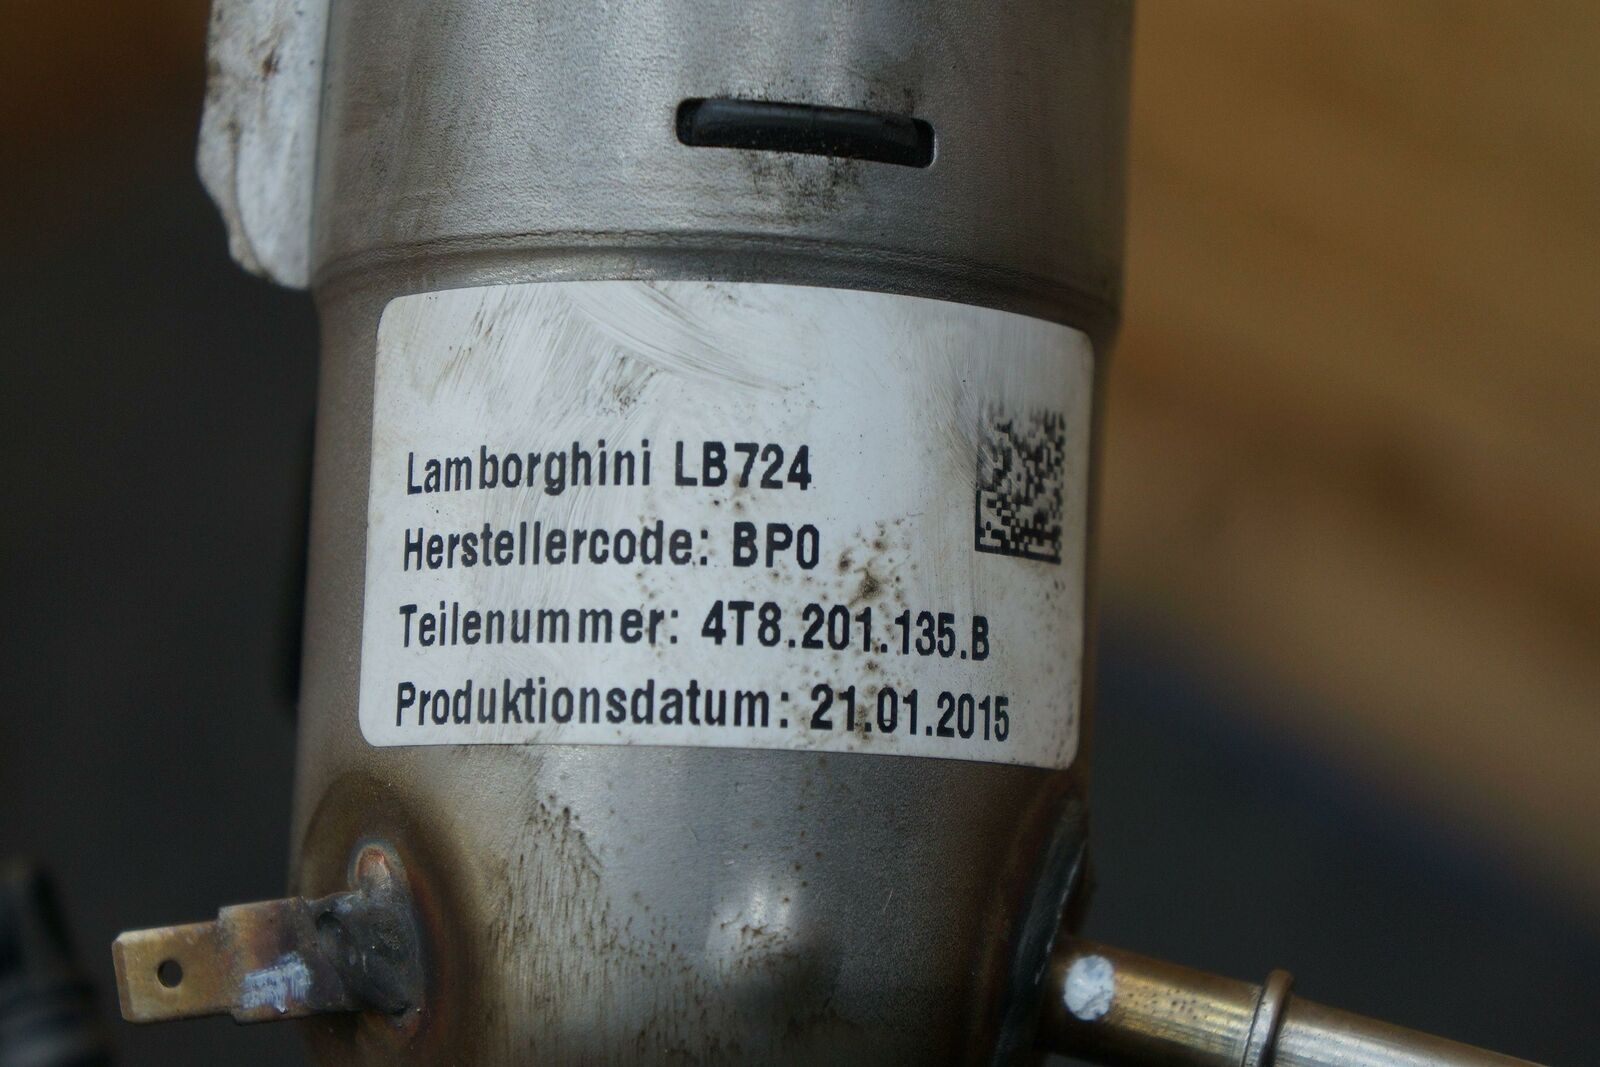 Lamborghini LB724
Herstellercode: BP0
Teilenummer: 4T8.201.135.B
Produktionsdatum: 21.01.2015